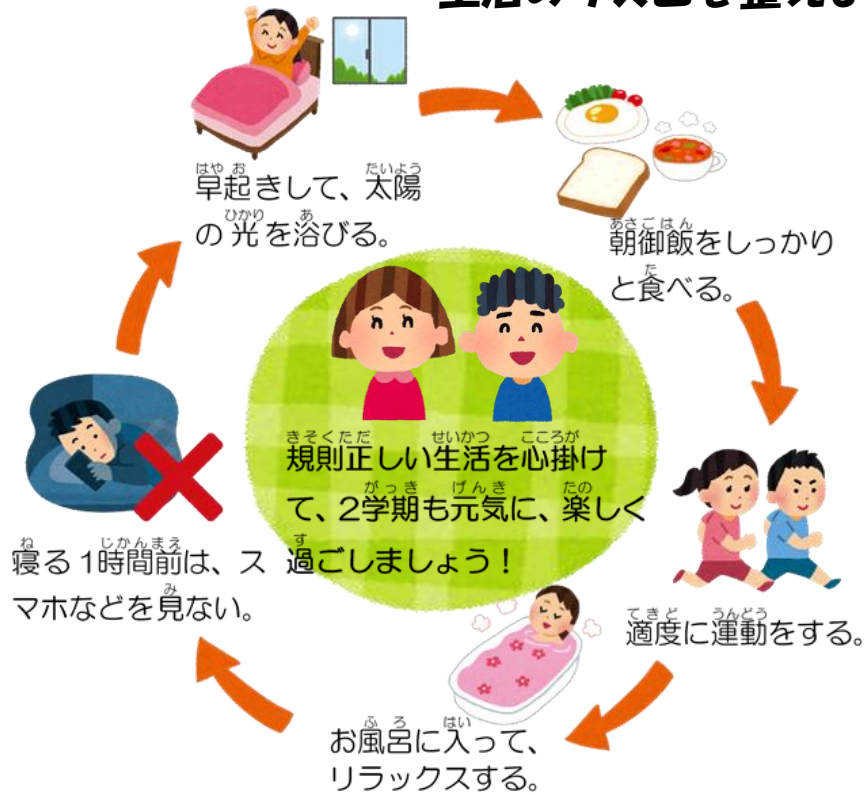 早起きして、太陽
の光を浴びる。
朝御飯をしっかり
と食べる。
適度に運動をする。
お風呂に入って、
リラックスする。
寝る1時間前は、ス
マホなどを見ない。
規則正しい生活を心掛け
て、2学期も元気に、楽しく
過ごしましょう！